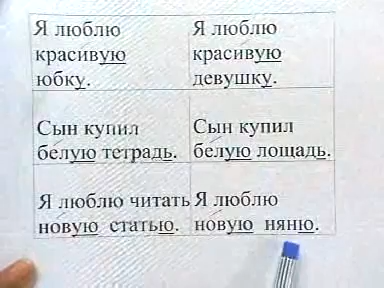 Я люблю
красивую
юбку.
Я люблю
красивую
девушку.
Сын купил
белую тетрадь.
Сын купил
белую лощадь.
Я люблю читать
новую статью.
Я люблю
новую няню.